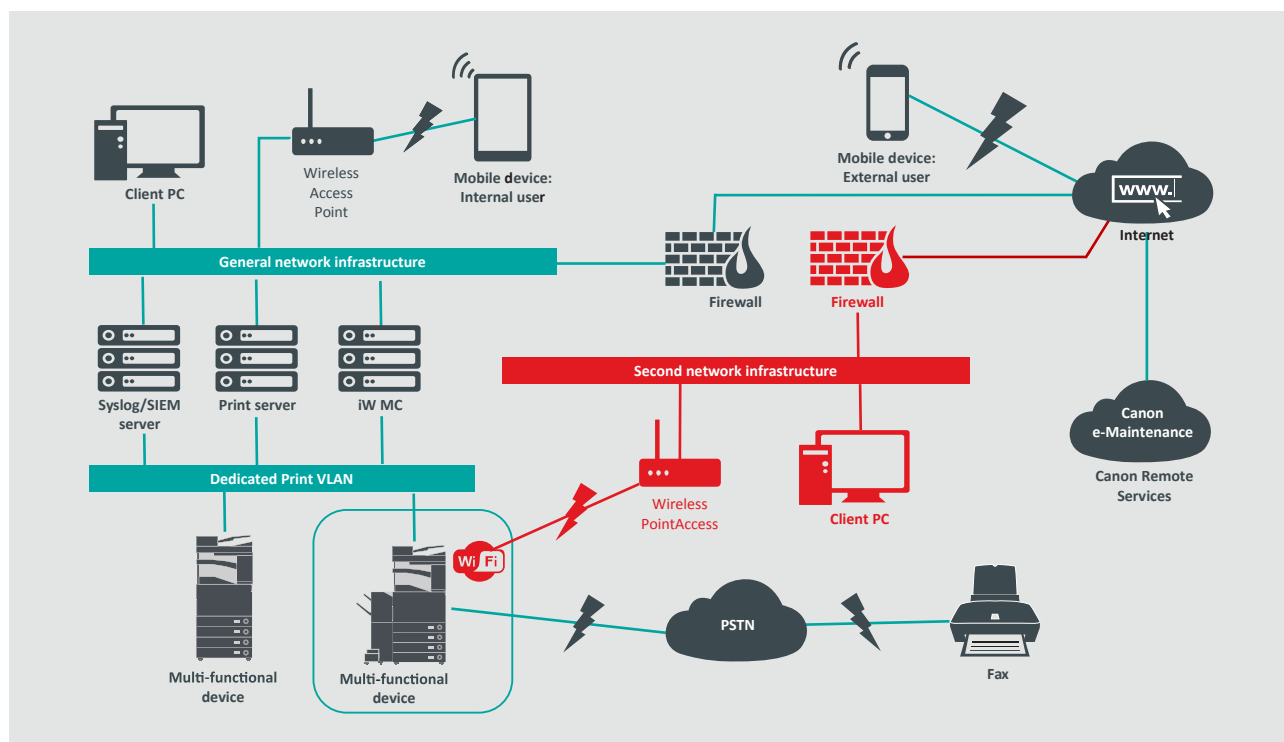 Client PC
Wireless
Access
Point
Mobile device:
Internal user
Mobile device:
External user
www.
Internet
General network infrastructure
Firewall
Firewall
Second network infrastructure
Syslog/SIEM
server
Print server
iW MC
Canon
e-Maintenance
Canon Remote
Services
Dedicated Print VLAN
Wireless
PointAccess
Client PC
Wi Fi
PSTN
Multi-functional
device
Multi-functional
device
Fax